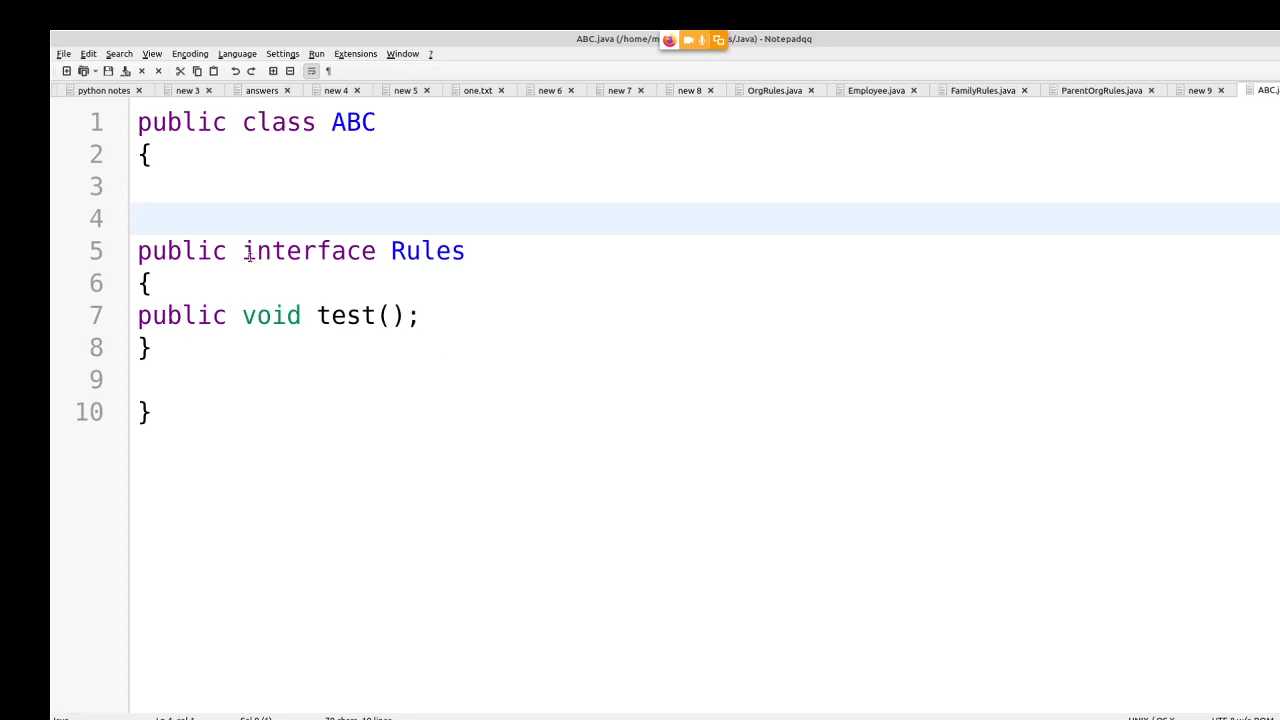 ABC.java (/home/m s/Java) - Notepadqq
File Edit Search View Encoding Language Settings Run Extensions Window ?
python notes new 3 answers new 4 new 5 one.txt new 6 new 7 new 8 OrgRules.java Employee.java FamilyRules.java ParentOrgRules.java new 9 ABC.j
1 public class ABC
2 {
3
4
5 public interface Rules
6 {
7 public void test();
8 }
9
10 }